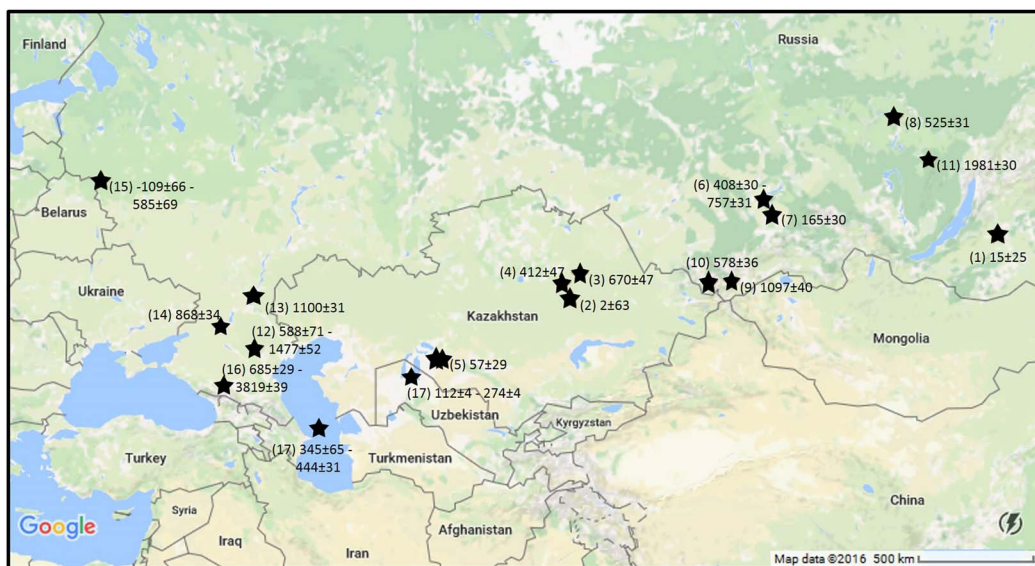 Finland
Russia
(8) 525±31
(11) 1981±30
(6) 408±30 -
757±31
(7) 165±30
(15) -109±66 -
585±69
Belarus
(1) 15±25
(10) 578±36
(4) 412±47
(3) 670±47
(9) 1097±40
Ukraine
(2) 2±63
(13) 1100±31
(14) 868±34
Kazakhstan
Mongolia
(12) 588±71 -
1477±52
(5) 57±29
(16) 685±29 -
3819±39
(17) 112±4 - 274±4
Uzbekistan
Kyrgyzstan
(17) 345±65 -
444±31
Turkey
Turkmenistan
China
Syria
Google
Iraq
Iran
Afghanistan
Map data ©2016 500 km